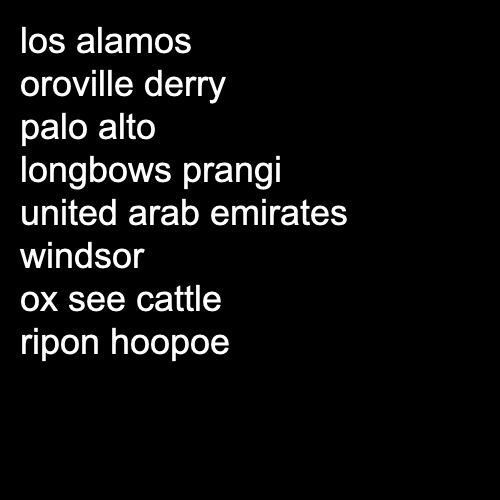 los alamos
oroville derry
palo alto
longbows prangi
united arab emirates
windsor
ox see cattle
ripon hoopoe